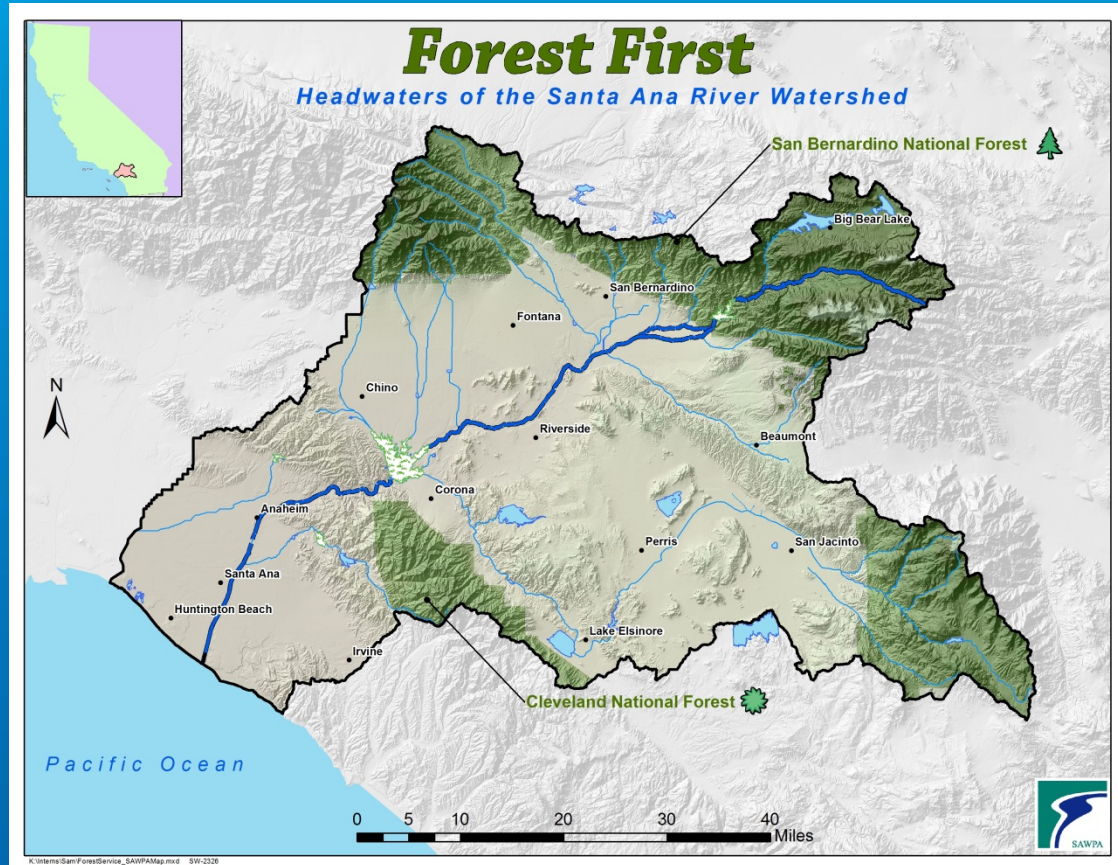 Forest First
Headwaters of the Santa Ana River Watershed
San Bernardino National Forest
Big Bear Lake
San Bernardino
Fontana
N
Chino
Riverside
Beaumont
Corona
Anaheim
Perris
San Jacinto
Santa Ana
Huntington Beach
Lake Elsinore
Irvine
Cleveland National Forest
Pacific Ocean
0 5 10 20 30 40
Miles
SAWPA
K:\Interns\Sam\ForestService_SAWPAMap.mxd SW-2326